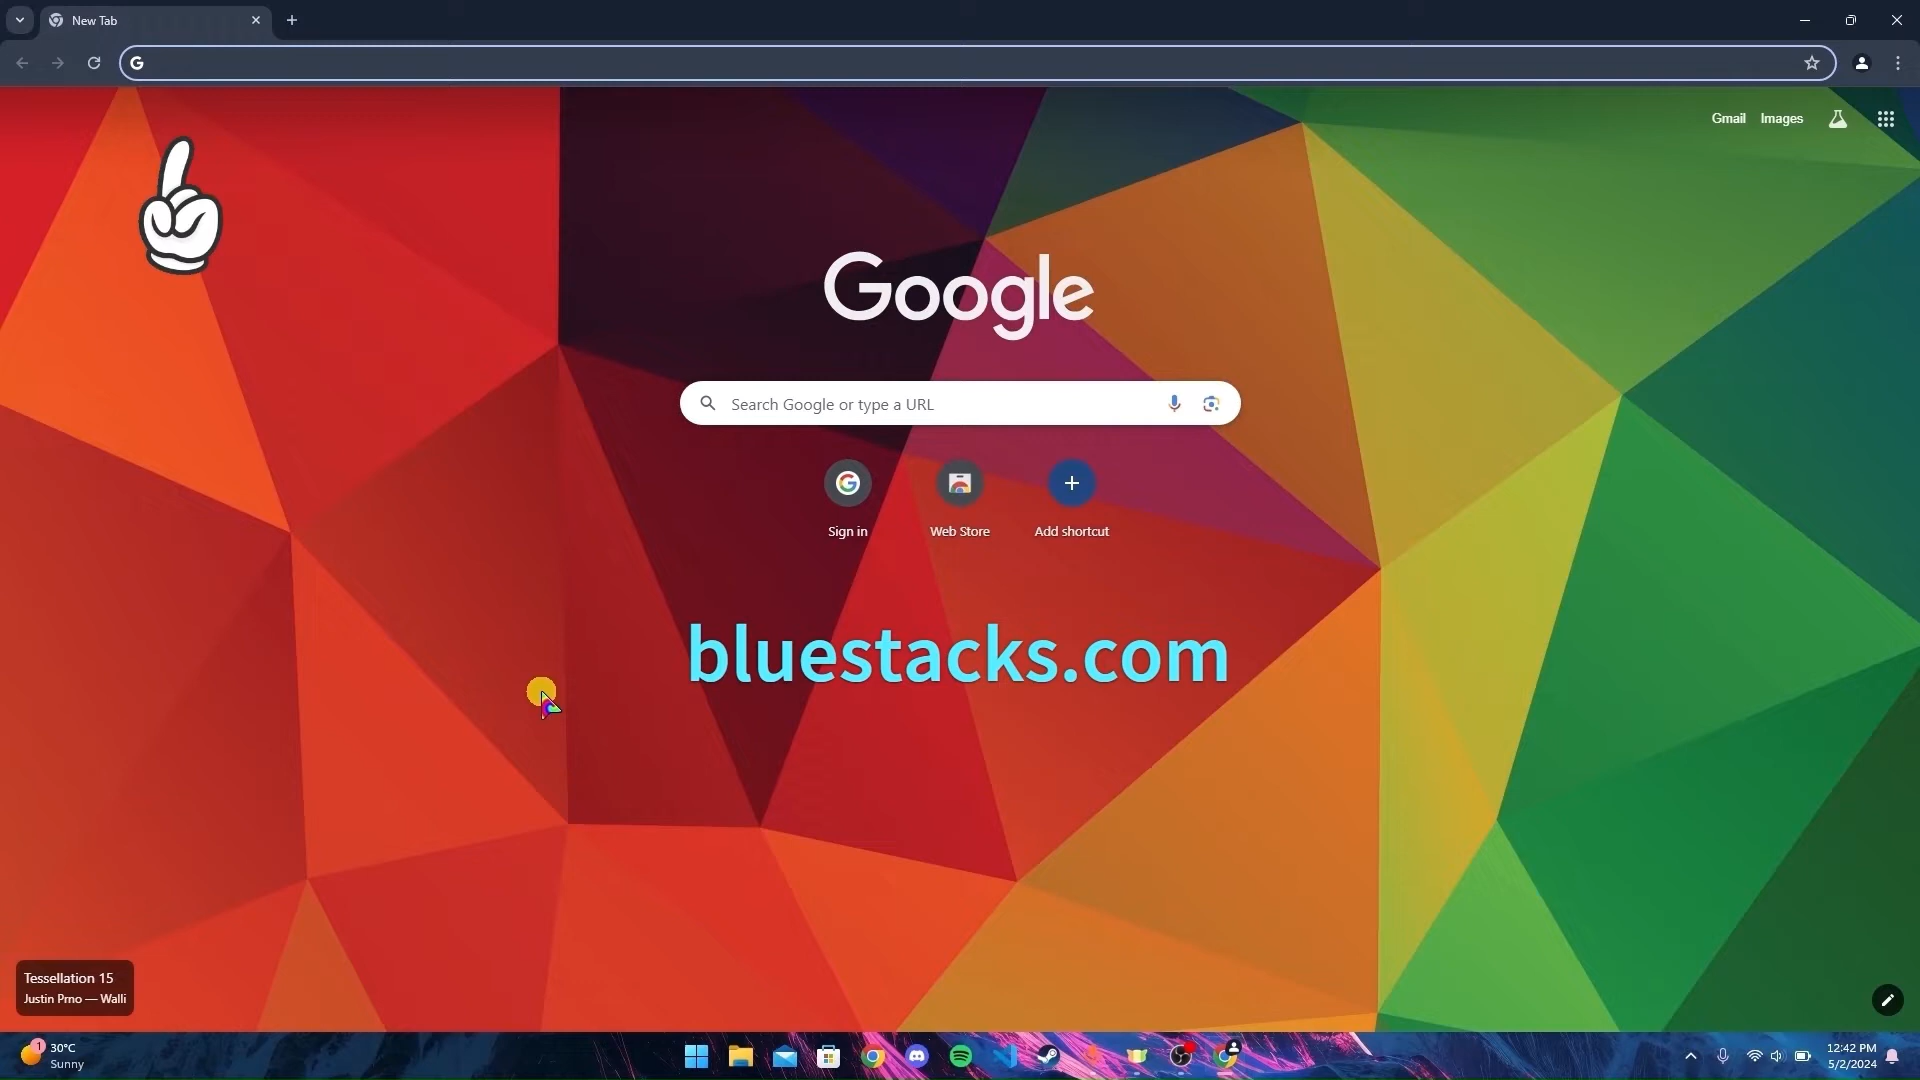 New Tab
Gmail Images
Google
Search Google or type a URL
Sign in
Web Store
Add shortcut
bluestacks.com
Tessellation 15
Justin Prno — Walli
1
30°C
Sunny
12:42 PM
5/2/2024